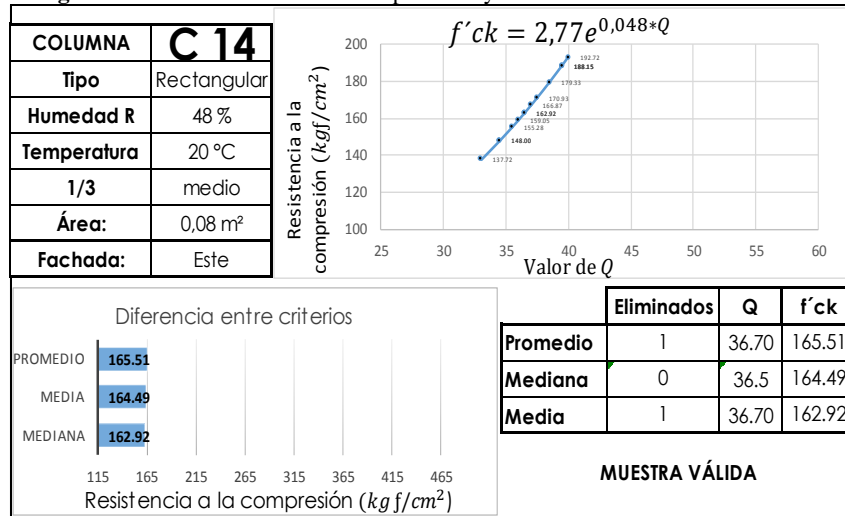 COLUMNA C 14
Tipo Rectangular
Humedad R 48 %
Temperatura 20 °C
1/3 medio
Área: 0,08 m²
Fachada: Este
f´ck = 2,77e^{0,048*Q}
Resistencia a la
compresión (kgf/cm²)
200
180
160
140
120
100
192.72
188.15
179.33
170.93
166.87
162.92
159.05
155.28
148.00
137.72
25 30 35 40 45 50 55 60
Valor de Q
Diferencia entre criterios
PROMEDIO 165.51
MEDIA 164.49
MEDIANA 162.92
115 165 215 265 315 365 415 465
Resistencia a la compresión (kg f/cm²)
Eliminados Q f´ck
Promedio 1 36.70 165.51
Mediana 0 36.5 164.49
Media 1 36.70 162.92
MUESTRA VÁLIDA